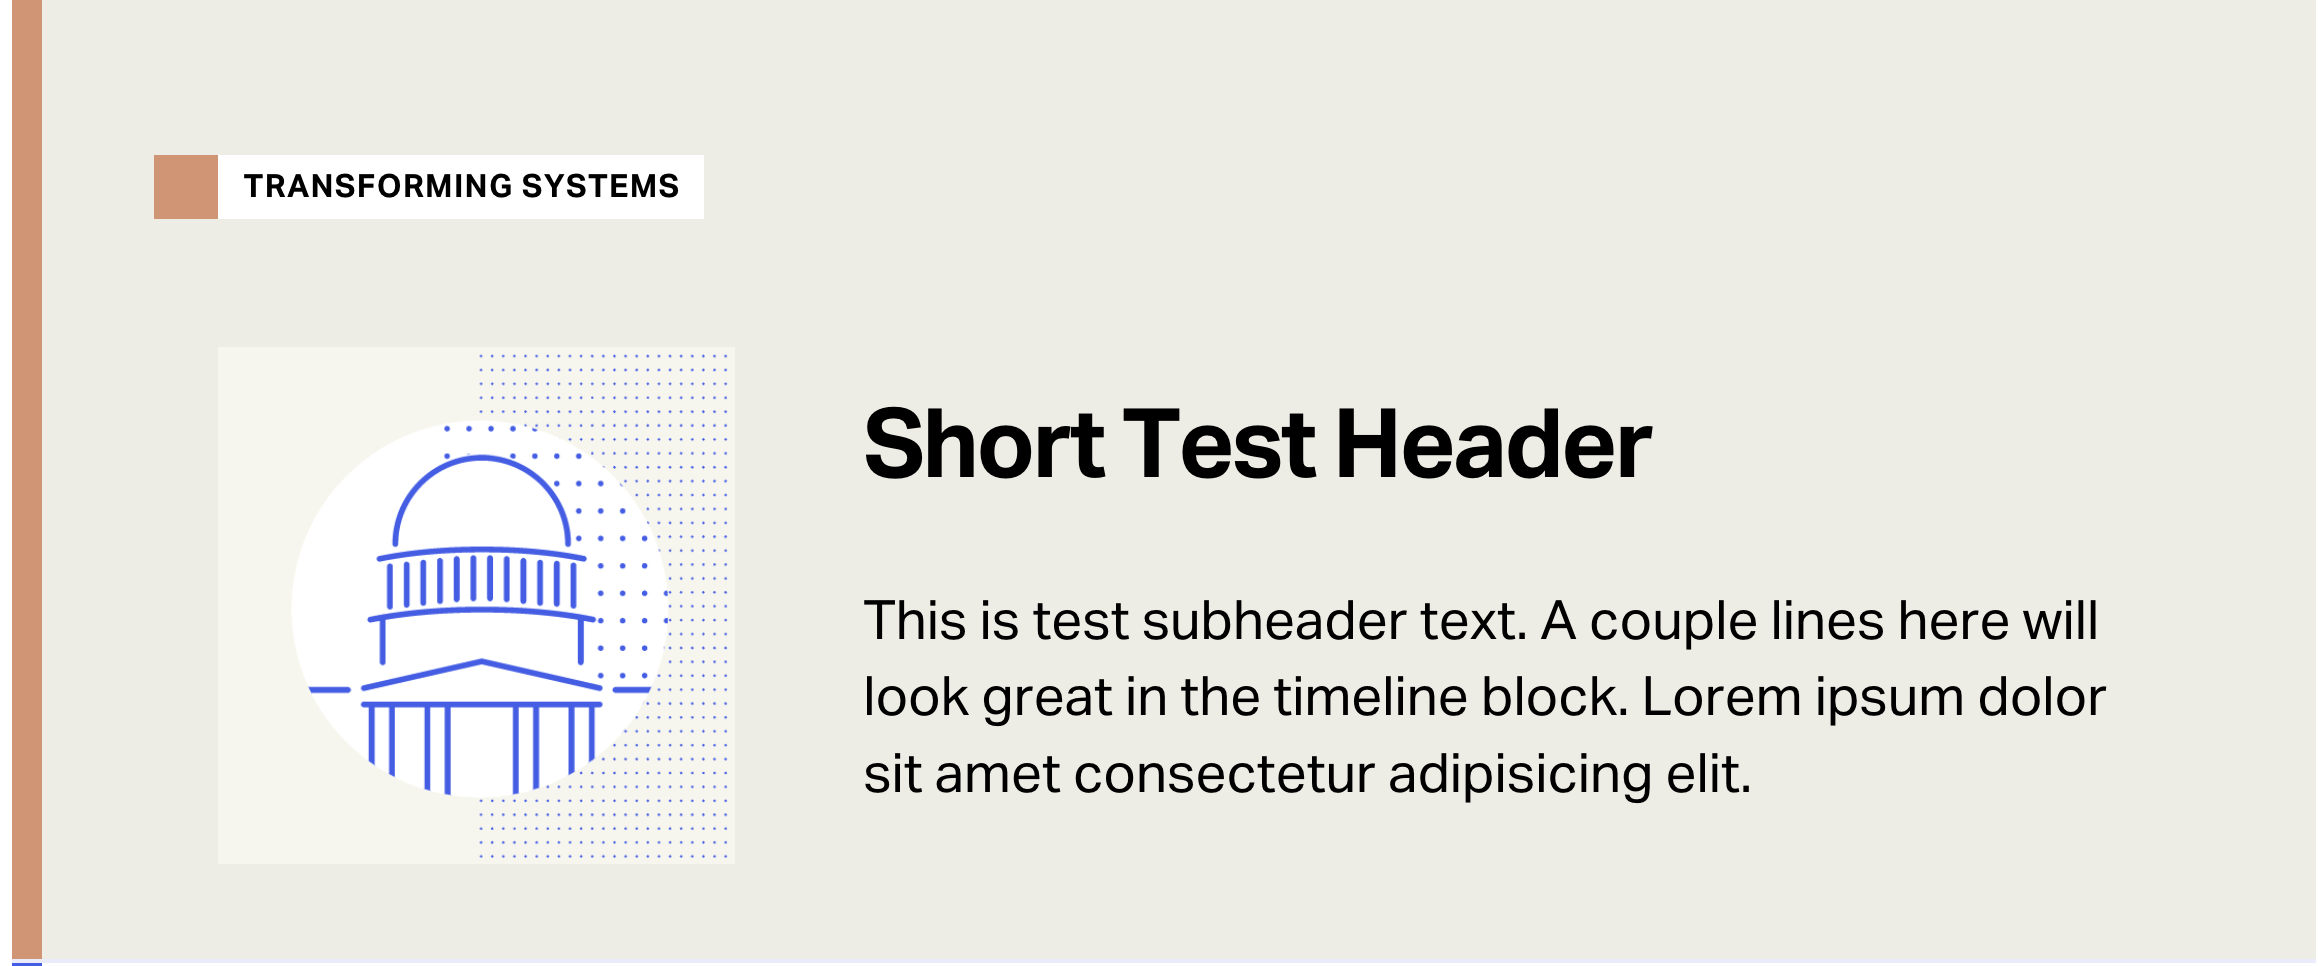 TRANSFORMING SYSTEMS
Short Test Header
This is test subheader text. A couple lines here will
look great in the timeline block. Lorem ipsum dolor
sit amet consectetur adipisicing elit.